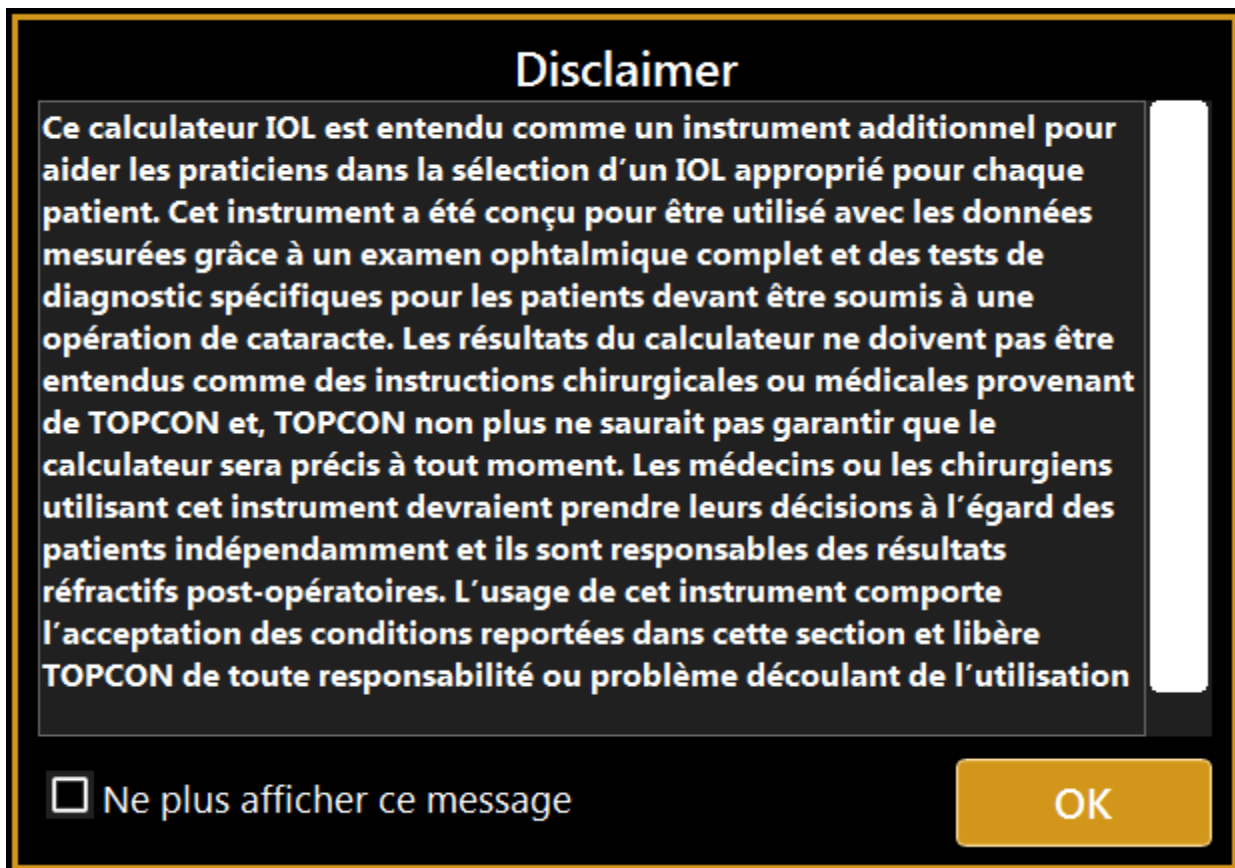 Disclaimer
Ce calculateur IOL est entendu comme un instrument additionnel pour
aider les praticiens dans la sélection d´un IOL approprié pour chaque
patient. Cet instrument a été conçu pour être utilisé avec les données
mesurées grâce à un examen ophtalmique complet et des tests de
diagnostic spécifiques pour les patients devant être soumis à une
opération de cataracte. Les résultats du calculateur ne doivent pas être
entendus comme des instructions chirurgicales ou médicales provenant
de TOPCON et, TOPCON non plus ne saurait pas garantir que le
calculateur sera précis à tout moment. Les médecins ou les chirurgiens
utilisant cet instrument devraient prendre leurs décisions à l´égard des
patients indépendamment et ils sont responsables des résultats
réfractifs post-opératoires. L´usage de cet instrument comporte
l´acceptation des conditions reportées dans cette section et libère
TOPCON de toute responsabilité ou problème découlant de l´utilisation
Ne plus afficher ce message
OK